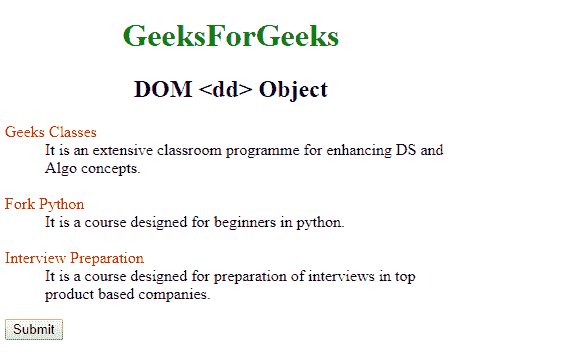 GeeksForGeeks
DOM <dd> Object
Geeks Classes
It is an extensive classroom programme for enhancing DS and
Algo concepts.
Fork Python
It is a course designed for beginners in python.
Interview Preparation
It is a course designed for preparation of interviews in top
product based companies.
Submit